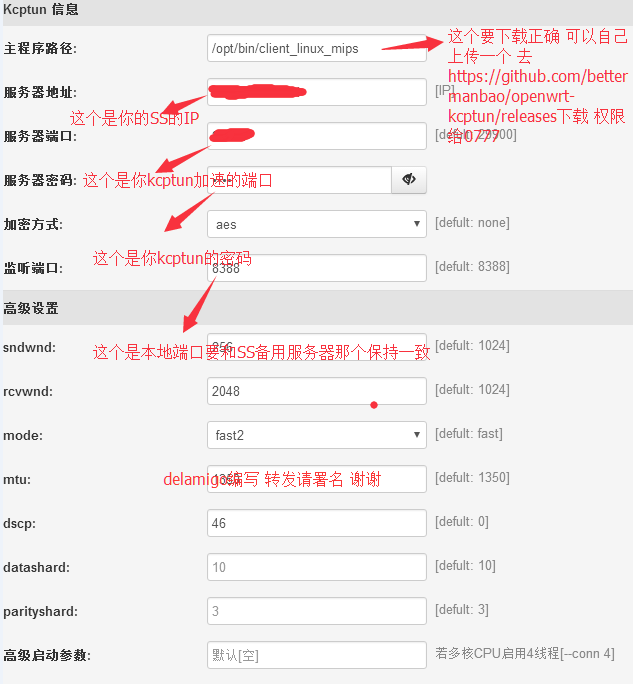 Kcptun 信息
主程序路径: /opt/bin/client_linux_mips
这个要下载正确 可以自己
上传一个 去
https://github.com/better
manbao/openwrt-
kcptun/releases下载 权限
给0777
服务器地址: [IP]
这个是你的SS的IP
服务器端口: [defult: 29900]
服务器密码:
这个是你kcptun加速的端口
加密方式: aes [defult: none]
这个是你kcptun的密码
监听端口: 8388 [defult: 8388]
高级设置
sndwnd: 256 [defult: 1024]
这个是本地端口要和SS备用服务器那个保持一致
rcvwnd: 2048 [defult: 1024]
mode: fast2 [defult: fast]
mtu: [defult: 1350]
delamigo编写 转发请署名 谢谢
dscp: 46 [defult: 0]
datashard: 10 [defult: 10]
parityshard: 3 [defult: 3]
高级启动参数: 默认[空] 若多核CPU启用4线程[--conn 4]